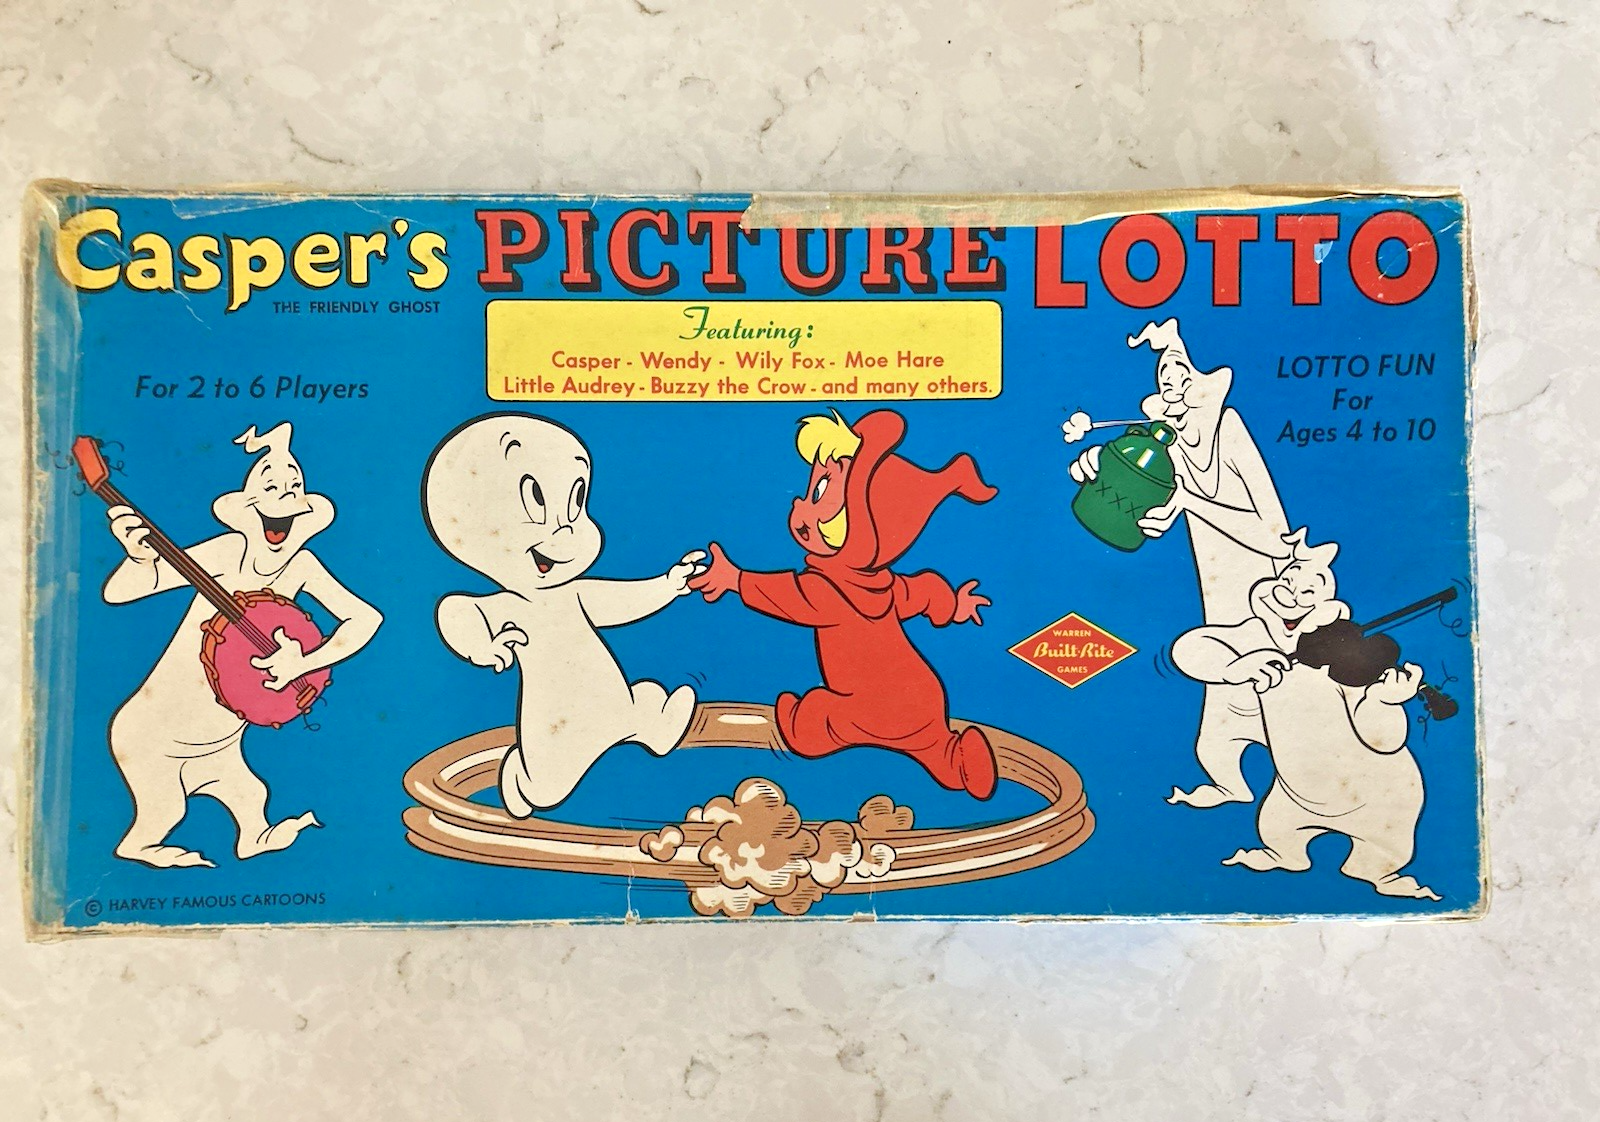 Casper's PICTURE LOTTO
THE FRIENDLY GHOST
Featuring:
Casper - Wendy - Wily Fox - Moe Hare
Little Audrey - Buzzy the Crow - and many others.
For 2 to 6 Players
LOTTO FUN
For
Ages 4 to 10
XXX
WARREN
Built-Rite
GAMES
© HARVEY FAMOUS CARTOONS